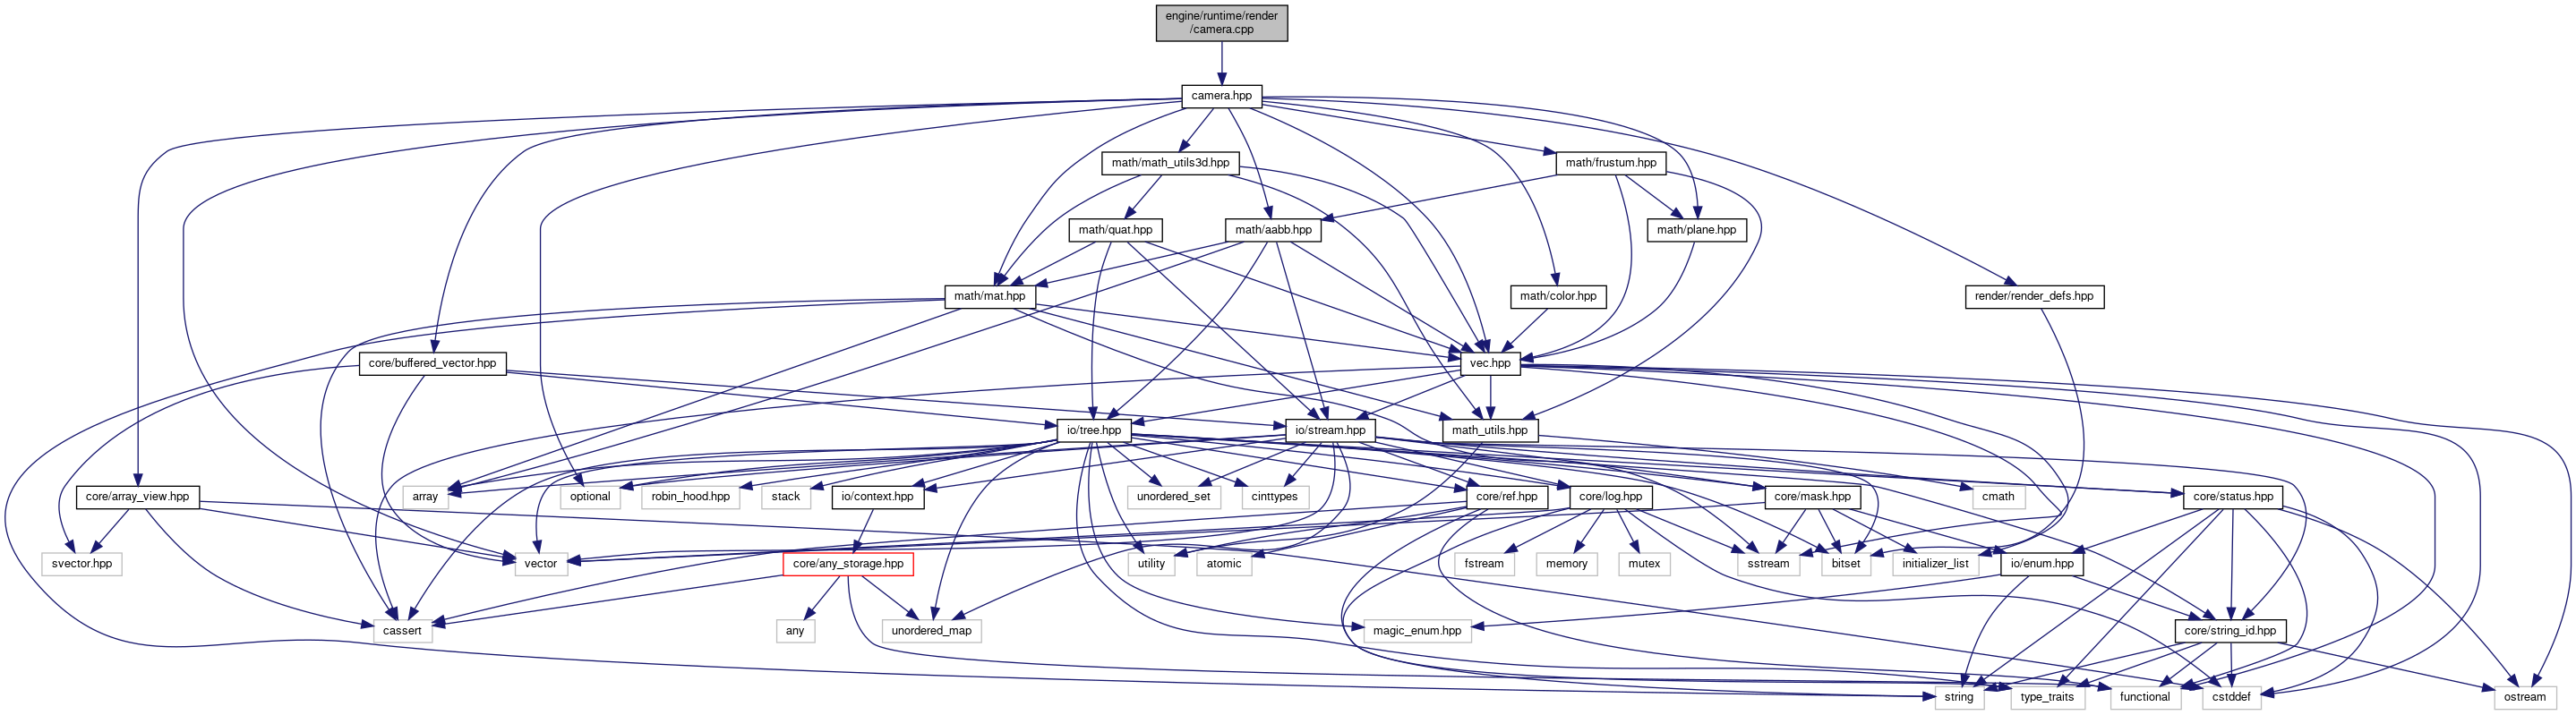 engine/runtime/render
/camera.cpp
camera.hpp
math/math_utils3d.hpp
math/frustum.hpp
math/quat.hpp
math/aabb.hpp
math/plane.hpp
math/mat.hpp
math/color.hpp
render/render_defs.hpp
core/buffered_vector.hpp
vec.hpp
io/tree.hpp
io/stream.hpp
math_utils.hpp
core/array_view.hpp
array
optional
robin_hood.hpp
stack
io/context.hpp
unordered_set
cinttypes
core/ref.hpp
core/log.hpp
core/mask.hpp
cmath
core/status.hpp
svector.hpp
vector
core/any_storage.hpp
utility
atomic
fstream
memory
mutex
sstream
bitset
initializer_list
io/enum.hpp
cassert
any
unordered_map
magic_enum.hpp
core/string_id.hpp
string
type_traits
functional
cstddef
ostream